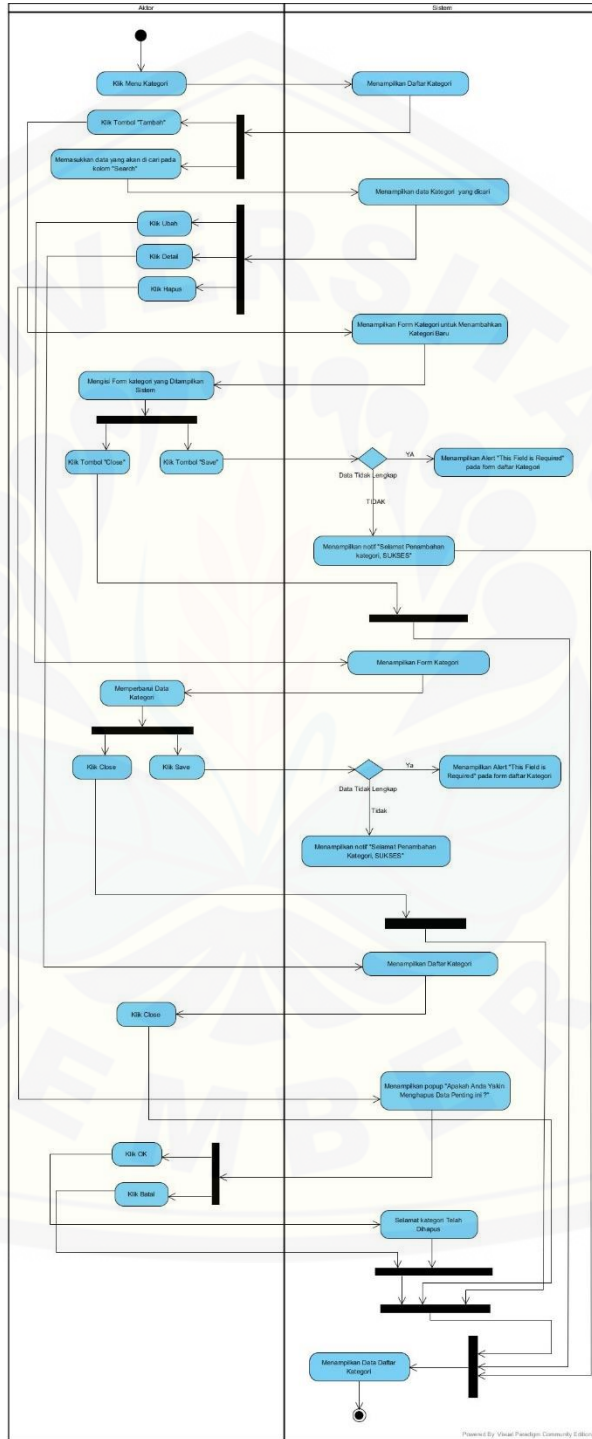 Aktor
Sistem
Klik Menu Kategori
Menampilkan Daftar Kategori
Klik Tombol "Tambah"
Memasukkan data yang akan di cari pada
kolom "Search"
Menampilkan data Kategori yang dicari
Klik Ubah
Klik Detail
Klik Hapus
Menampilkan Form Kategori untuk Menambahkan
Kategori Baru
Mengisi Form kategori yang Ditampilkan
Sistem
Klik Tombol "Close"
Klik Tombol "Save"
YA
Menampilkan Alert "This Field is Required"
pada form daftar Kategori
Data Tidak Lengkap
TIDAK
Menampilkan notif "Selamat Penambahan
kategori, SUKSES"
Menampilkan Form Kategori
Memperbarui Data
Kategori
Klik Close
Klik Save
Ya
Menampilkan Alert "This Field is
Required" pada form daftar Kategori
Data Tidak Lengkap
Tidak
Menampilkan notif "Selamat Penambahan
Kategori, SUKSES"
Menampilkan Daftar Kategori
Klik Close
Menampilkan popup "Apakah Anda Yakin
Menghapus Data Penting ini ?"
Klik OK
Klik Batal
Selamat kategori Telah
Dihapus
Menampilkan Data Daftar
Kategori
Powered By Visual Paradigm Community Edition